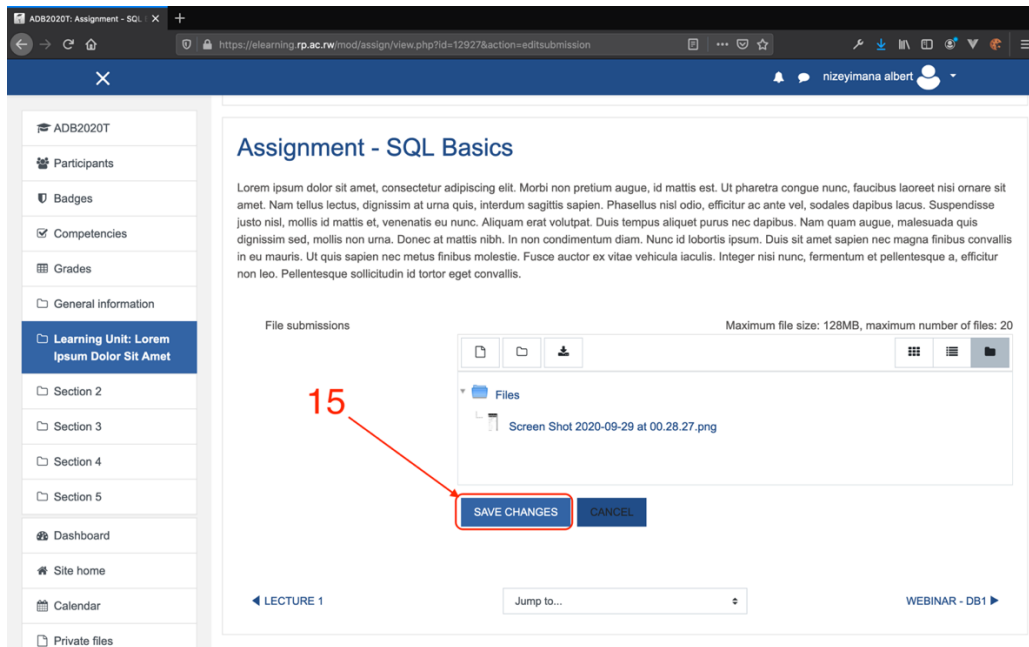 ADB2020T: Assignment - SQL
https://elearning.rp.ac.rw/mod/assign/view.php?id=12927&action=editsubmission
nizeyimana albert
ADB2020T
Participants
Badges
Competencies
Grades
General information
Learning Unit: Lorem
Ipsum Dolor Sit Amet
Section 2
Section 3
Section 4
Section 5
Dashboard
Site home
Calendar
Private files
Assignment - SQL Basics
Lorem ipsum dolor sit amet, consectetur adipiscing elit. Morbi non pretium augue, id mattis est. Ut pharetra congue nunc, faucibus laoreet nisi ornare sit
amet. Nam tellus lectus, dignissim at urna quis, interdum sagittis sapien. Phasellus nisl odio, efficitur ac ante vel, sodales dapibus lacus. Suspendisse
justo nisl, mollis id mattis et, venenatis eu nunc. Aliquam erat volutpat. Duis tempus aliquet purus nec dapibus. Nam quam augue, malesuada quis
dignissim sed, mollis non urna. Donec at mattis nibh. In non condimentum diam. Nunc id lobortis ipsum. Duis sit amet sapien nec magna finibus convallis
in eu mauris. Ut quis sapien nec metus finibus molestie. Fusce auctor ex vitae vehicula iaculis. Integer nisi nunc, fermentum et pellentesque a, efficitur
non leo. Pellentesque sollicitudin id tortor eget convallis.
File submissions
Maximum file size: 128MB, maximum number of files: 20
Files
Screen Shot 2020-09-29 at 00.28.27.png
15
SAVE CHANGES
CANCEL
◀ LECTURE 1
Jump to...
WEBINAR - DB1 ▶